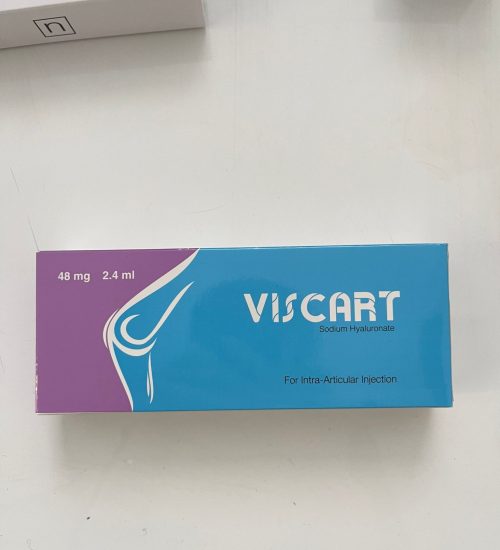 n
48 mg 2.4 ml
VISCART
Sodium Hyaluronate
For Intra-Articular Injection